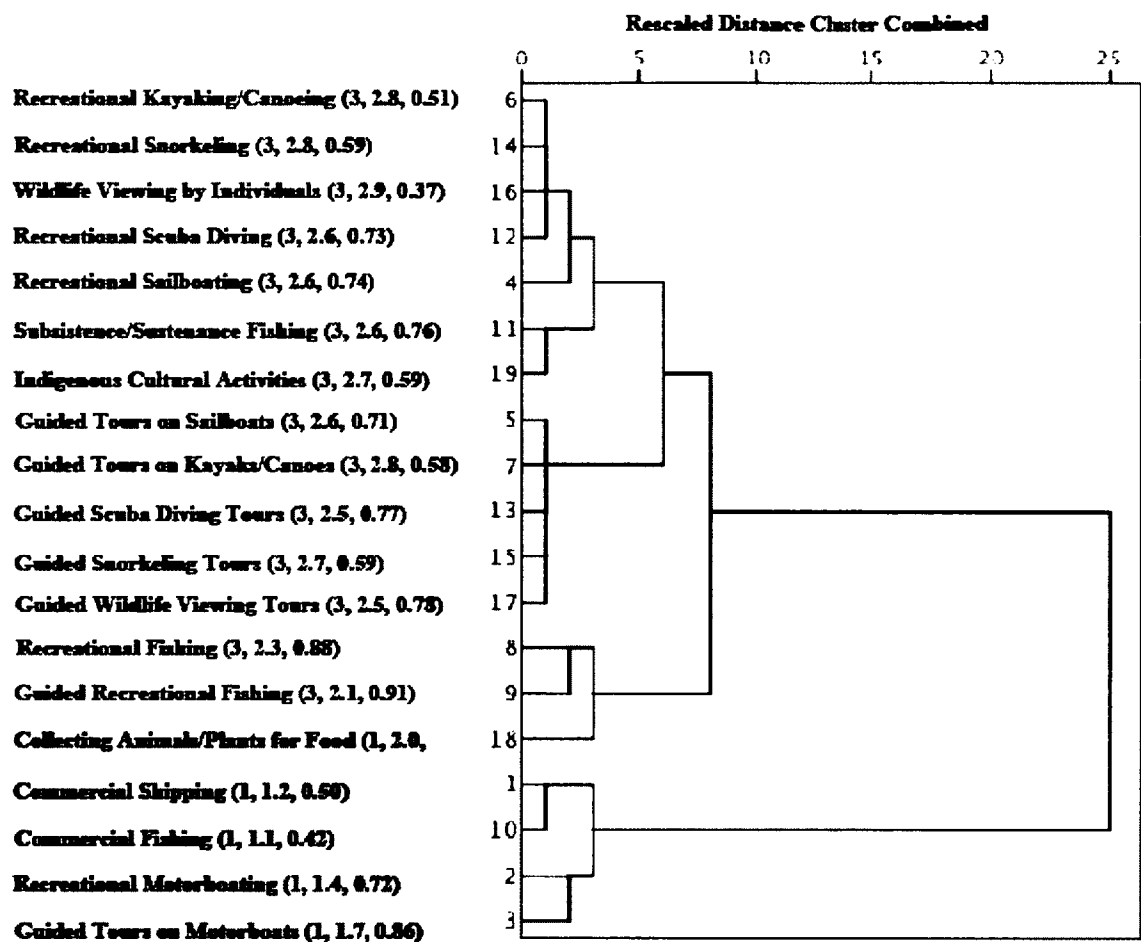 Rescaled Distance Cluster Combined
0 5 10 15 20 25
Recreational Kayaking/Canoeing (3, 2.8, 0.51) 6
Recreational Snorkeling (3, 2.8, 0.59) 14
Wildlife Viewing by Individuals (3, 2.9, 0.37) 16
Recreational Scuba Diving (3, 2.6, 0.73) 12
Recreational Sailboating (3, 2.6, 0.74) 4
Subsistence/Sustenance Fishing (3, 2.6, 0.76) 11
Indigenous Cultural Activities (3, 2.7, 0.59) 19
Guided Tours on Sailboats (3, 2.6, 0.71) 5
Guided Tours on Kayaks/Canoes (3, 2.8, 0.58) 7
Guided Scuba Diving Tours (3, 2.5, 0.77) 13
Guided Snorkeling Tours (3, 2.7, 0.59) 15
Guided Wildlife Viewing Tours (3, 2.5, 0.78) 17
Recreational Fishing (3, 2.3, 0.88) 8
Guided Recreational Fishing (3, 2.1, 0.91) 9
Collecting Animals/Plants for Food (1, 2.0, 18
Commercial Shipping (1, 1.2, 0.50) 1
Commercial Fishing (1, 1.1, 0.42) 10
Recreational Motorboating (1, 1.4, 0.72) 2
Guided Tours on Motorboats (1, 1.7, 0.86) 3